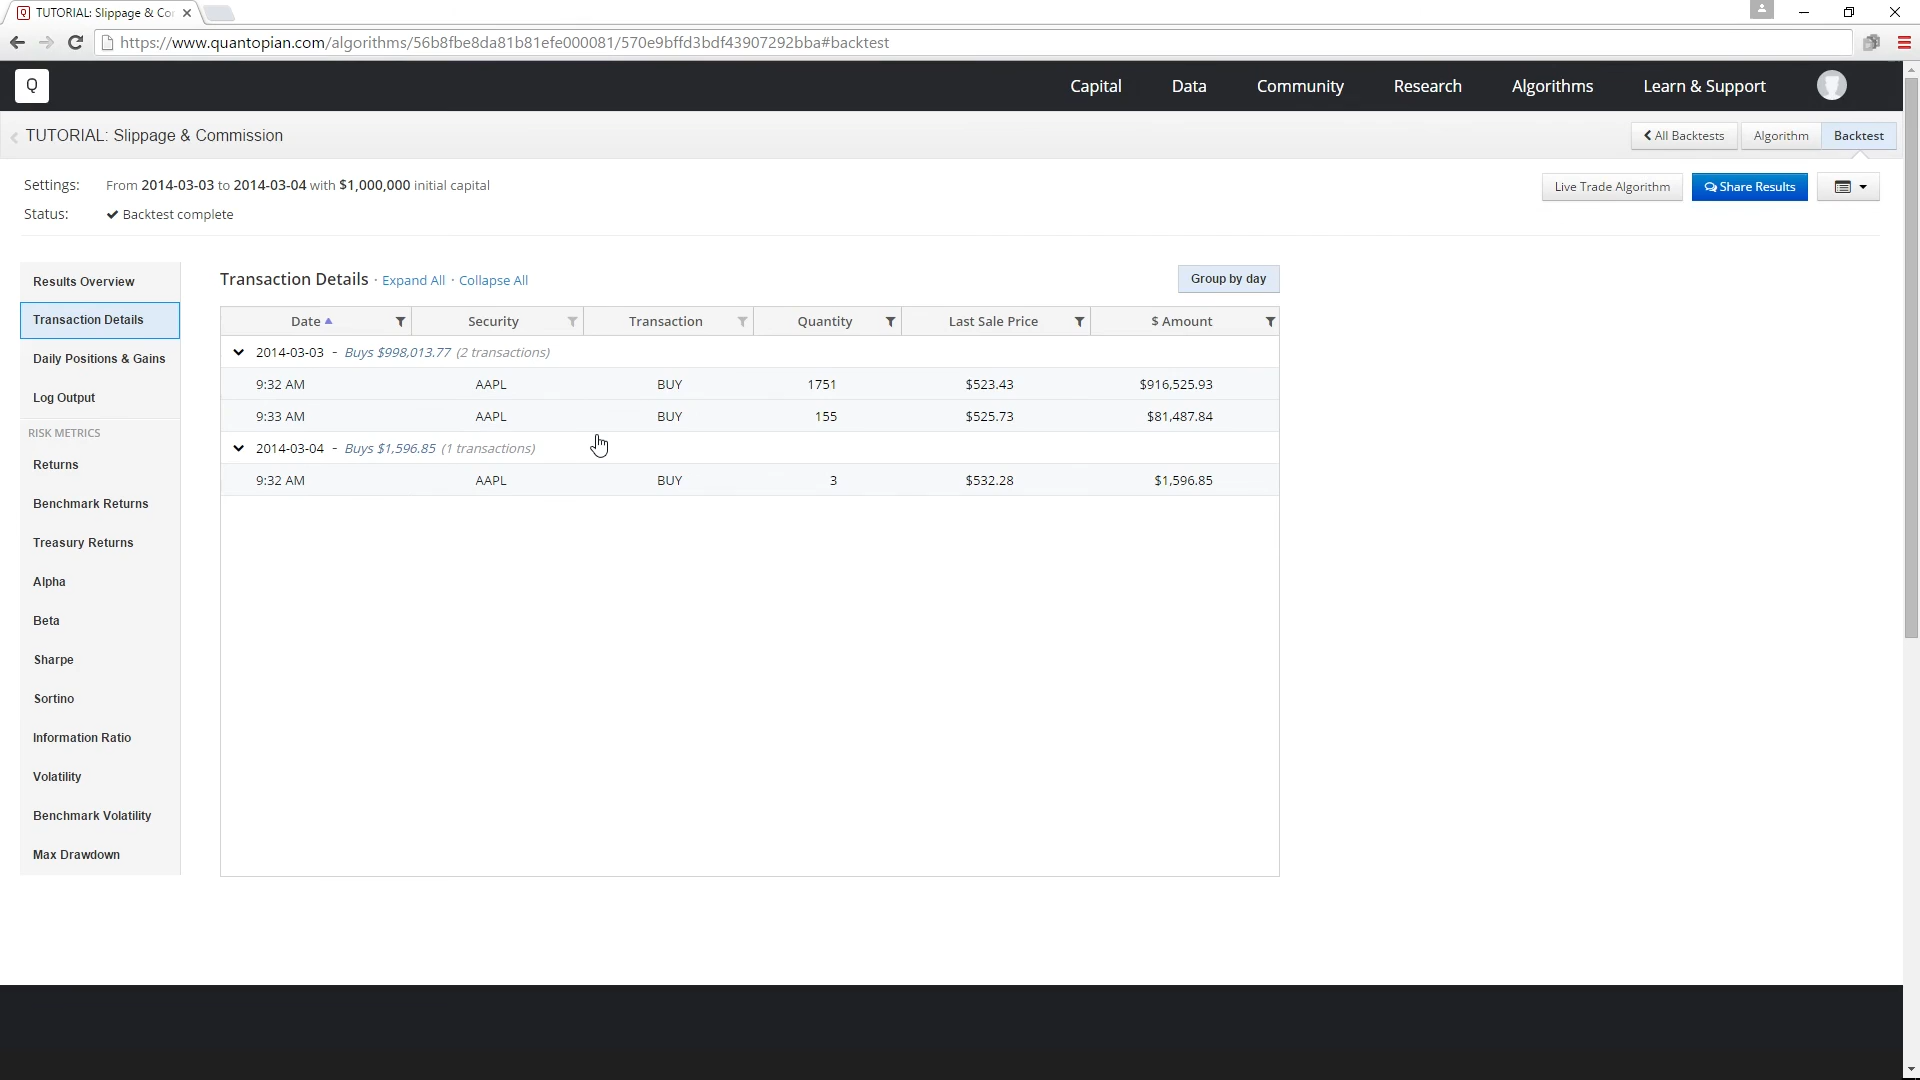 TUTORIAL: Slippage & Co
https://www.quantopian.com/algorithms/56b8fbe8da81b81efe000081/570e9bffd3bdf43907292bba#backtest
Q Capital Data Community Research Algorithms Learn & Support
TUTORIAL: Slippage & Commission All Backtests Algorithm Backtest
Settings: From 2014-03-03 to 2014-03-04 with $1,000,000 initial capital Live Trade Algorithm Share Results
Status: Backtest complete
Transaction Details · Expand All · Collapse All Group by day
Date Security Transaction Quantity Last Sale Price $ Amount
2014-03-03 - Buys $998,013.77 (2 transactions)
9:32 AM AAPL BUY 1751 $523.43 $916,525.93
9:33 AM AAPL BUY 155 $525.73 $81,487.84
2014-03-04 - Buys $1,596.85 (1 transactions)
9:32 AM AAPL BUY 3 $532.28 $1,596.85
Results Overview
Transaction Details
Daily Positions & Gains
Log Output
RISK METRICS
Returns
Benchmark Returns
Treasury Returns
Alpha
Beta
Sharpe
Sortino
Information Ratio
Volatility
Benchmark Volatility
Max Drawdown